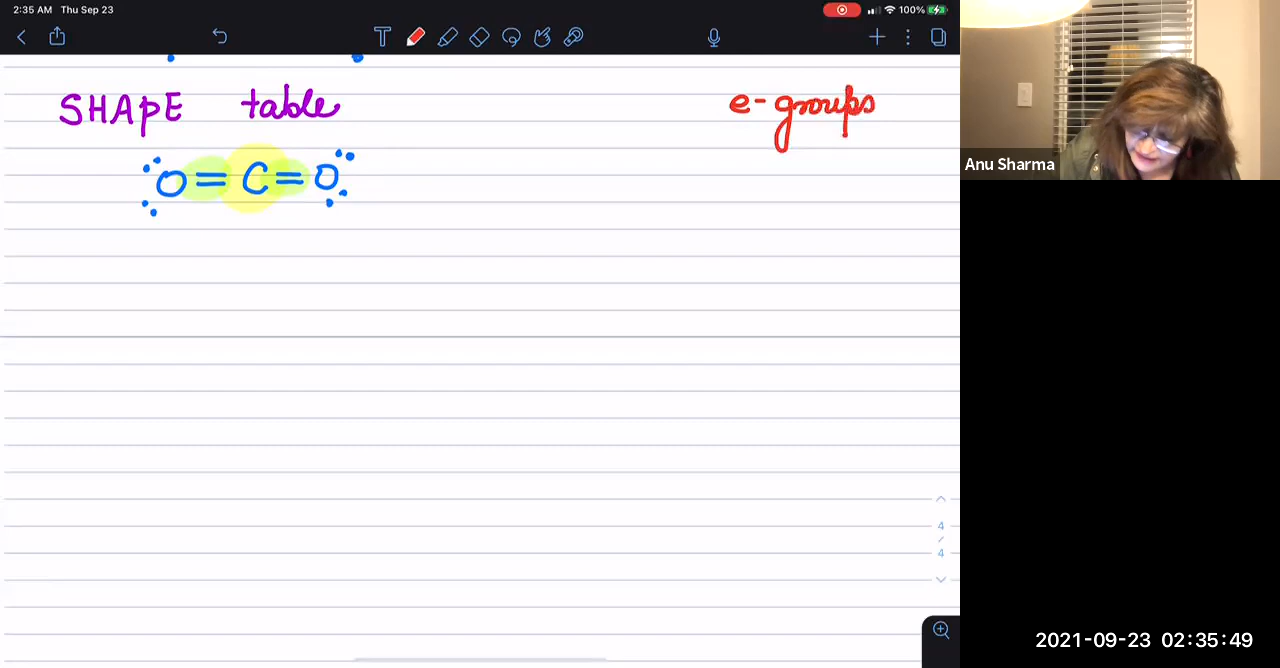 2:35 AM Thu Sep 23
100%
T
SHAPE table
e- groups
O = C = O
4
4
Anu Sharma
2021-09-23 02:35:49